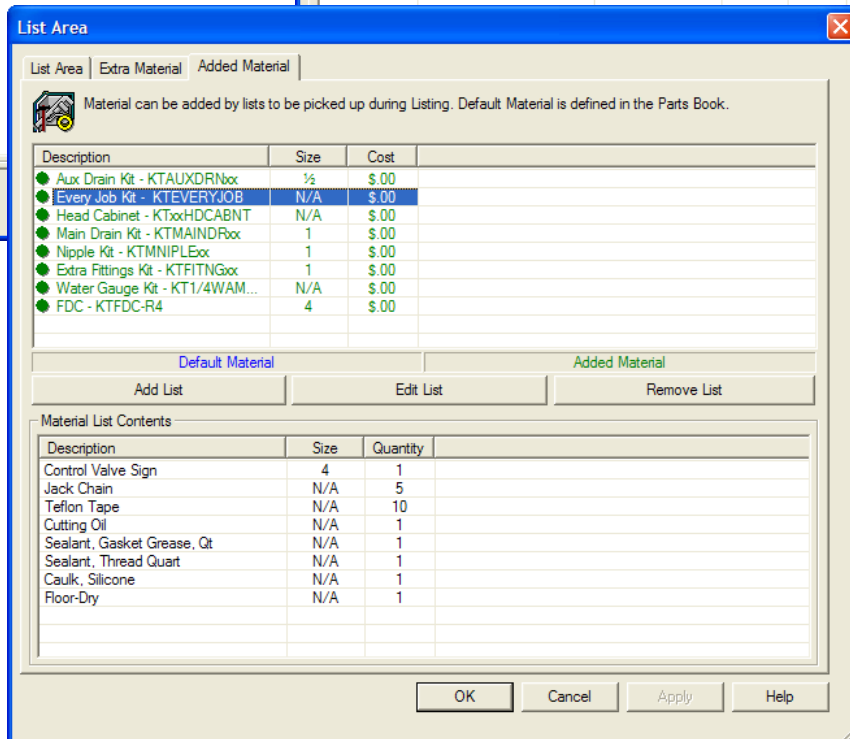 List Area
List Area Extra Material Added Material
Material can be added by lists to be picked up during Listing. Default Material is defined in the Parts Book.
Description Size Cost
Aux Drain Kit - KTAUXDRNxx ½ $.00
Every Job Kit - KTEVERYJOB N/A $.00
Head Cabinet - KTxxHDCABNT N/A $.00
Main Drain Kit - KTMAINDRxx 1 $.00
Nipple Kit - KTMNIPLExx 1 $.00
Extra Fittings Kit - KTFITNGxx 1 $.00
Water Gauge Kit - KT1/4WAM... N/A $.00
FDC - KTFDC-R4 4 $.00
Default Material Added Material
Add List Edit List Remove List
Material List Contents
Description Size Quantity
Control Valve Sign 4 1
Jack Chain N/A 5
Teflon Tape N/A 10
Cutting Oil N/A 1
Sealant, Gasket Grease, Qt N/A 1
Sealant, Thread Quart N/A 1
Caulk, Silicone N/A 1
Floor-Dry N/A 1
OK Cancel Apply Help